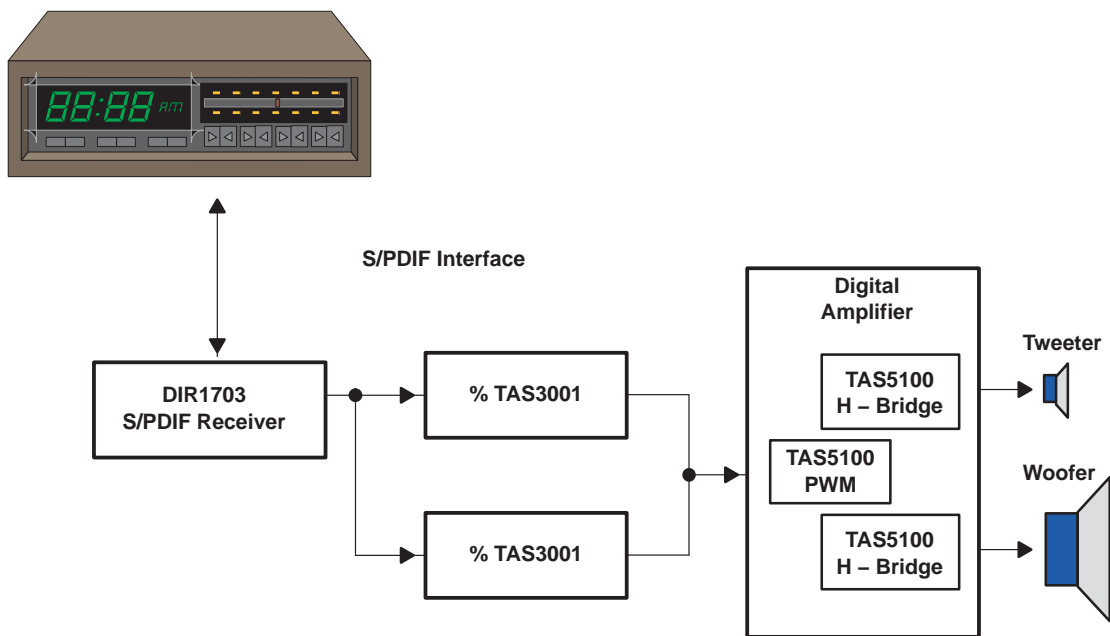 88:88 AM
S/PDIF Interface
DIR1703
S/PDIF Receiver
% TAS3001
% TAS3001
Digital
Amplifier
TAS5100
H – Bridge
TAS5100
PWM
TAS5100
H – Bridge
Tweeter
Woofer